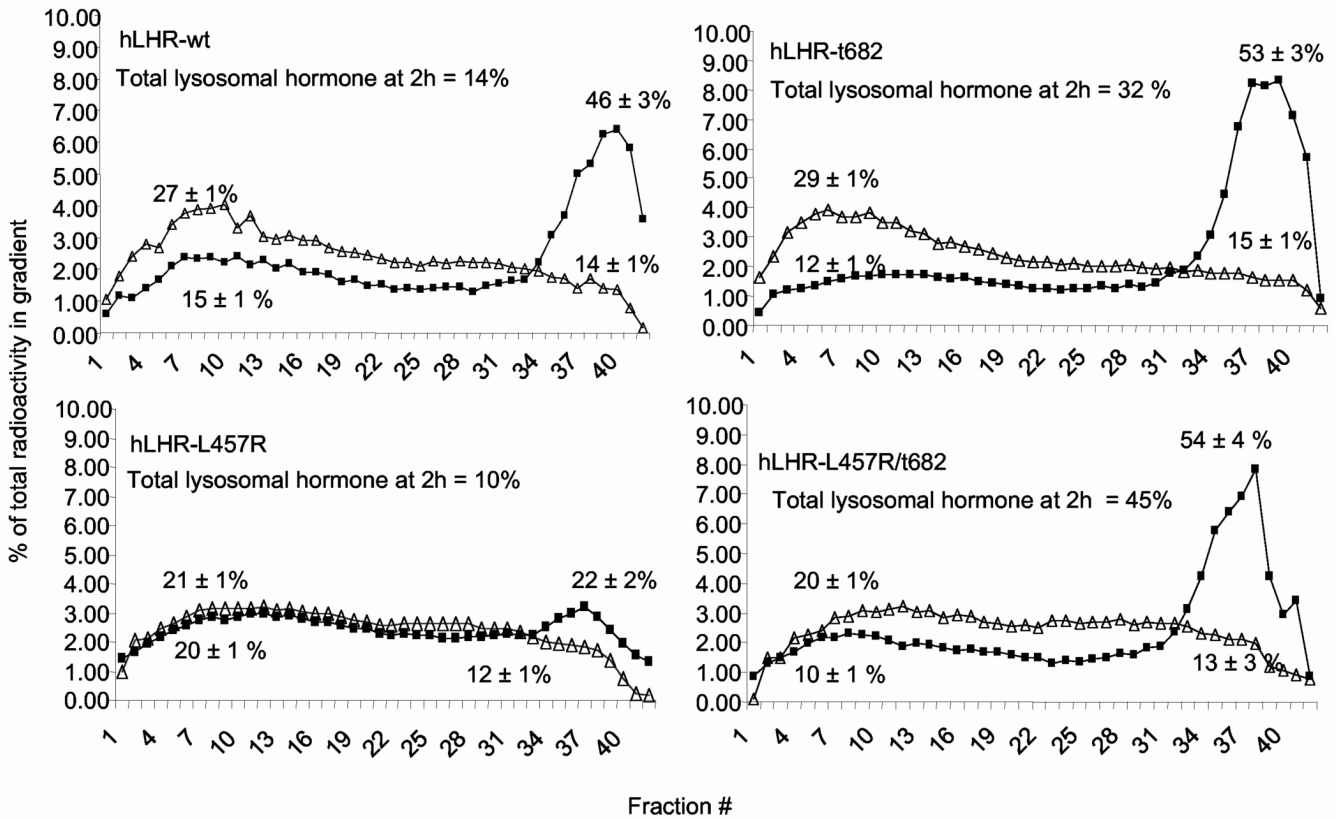 % of total radioactivity in gradient
10.00
9.00
8.00
7.00
6.00
5.00
4.00
3.00
2.00
1.00
0.00
hLHR-wt
Total lysosomal hormone at 2h = 14%
46 ± 3%
27 ± 1%
14 ± 1%
15 ± 1 %
1 4 7 10 13 16 19 22 25 28 31 34 37 40
10.00
9.00
8.00
7.00
6.00
5.00
4.00
3.00
2.00
1.00
0.00
hLHR-t682
53 ± 3%
Total lysosomal hormone at 2h = 32 %
29 ± 1%
15 ± 1%
12 ± 1%
1 4 7 10 13 16 19 22 25 28 31 34 37 40
10.00
9.00
8.00
7.00
6.00
5.00
4.00
3.00
2.00
1.00
0.00
hLHR-L457R
Total lysosomal hormone at 2h = 10%
21 ± 1%
22 ± 2%
20 ± 1 %
12 ± 1%
1 4 7 10 13 16 19 22 25 28 31 34 37 40
10.00
9.00
8.00
7.00
6.00
5.00
4.00
3.00
2.00
1.00
0.00
54 ± 4 %
hLHR-L457R/t682
Total lysosomal hormone at 2h = 45%
20 ± 1%
10 ± 1 %
13 ± 3 %
1 4 7 10 13 16 19 22 25 28 31 34 37 40
Fraction #